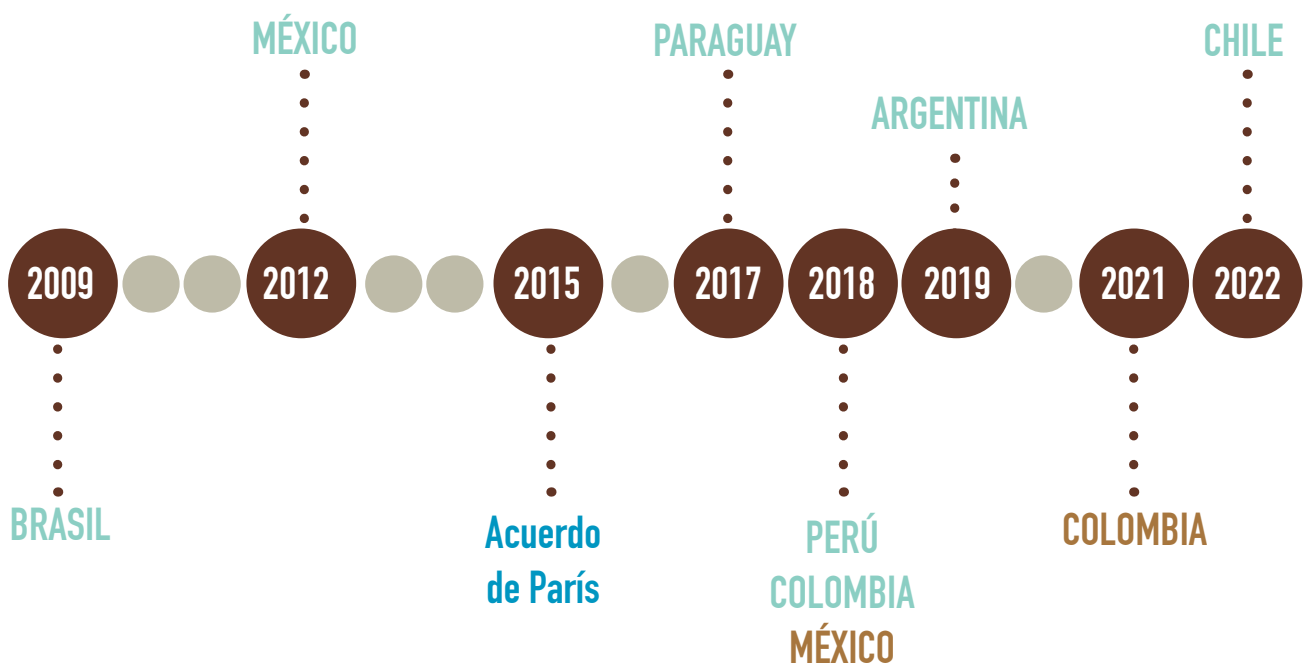 MÉXICO
PARAGUAY
CHILE
ARGENTINA
2009
2012
2015
2017
2018
2019
2021
2022
BRASIL
Acuerdo
de París
PERÚ
COLOMBIA
MÉXICO
COLOMBIA